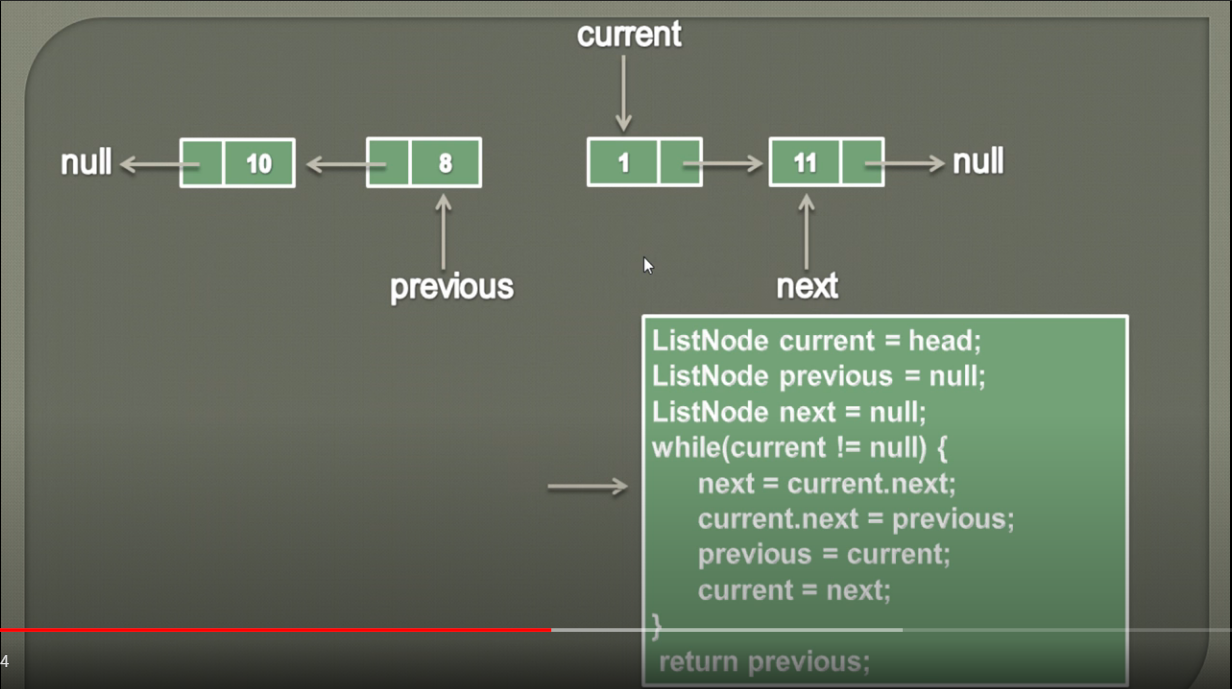 current
null
10
8
1
11
null
previous
next
ListNode current = head;
ListNode previous = null;
ListNode next = null;
while(current != null) {
next = current.next;
current.next = previous;
previous = current;
current = next;
}
return previous;
4